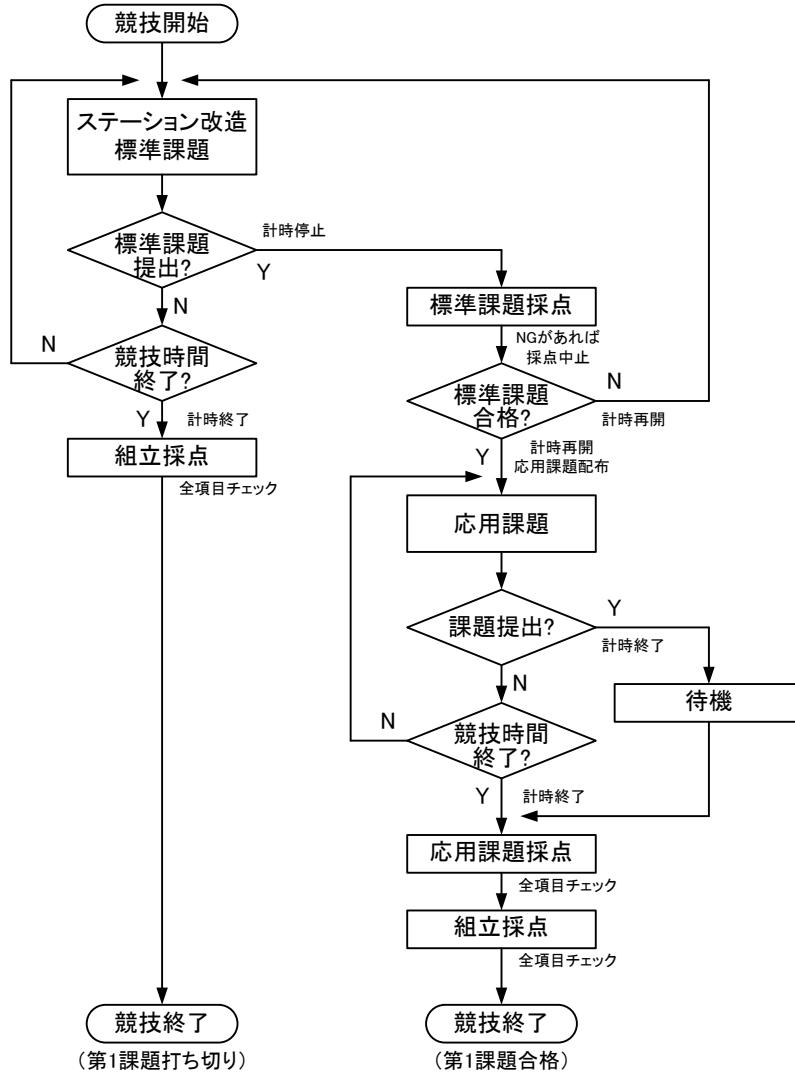 競技開始
ステーション改造
標準課題
標準課題
提出?
計時停止
Y
N
競技時間
終了?
N
Y
計時終了
組立採点
全項目チェック
競技終了
(第1課題打ち切り)
標準課題採点
NGがあれば
採点中止
標準課題
合格?
N
計時再開
Y
計時再開
応用課題配布
応用課題
課題提出?
Y
計時終了
待機
N
競技時間
終了?
N
Y
計時終了
応用課題採点
全項目チェック
組立採点
全項目チェック
競技終了
(第1課題合格)